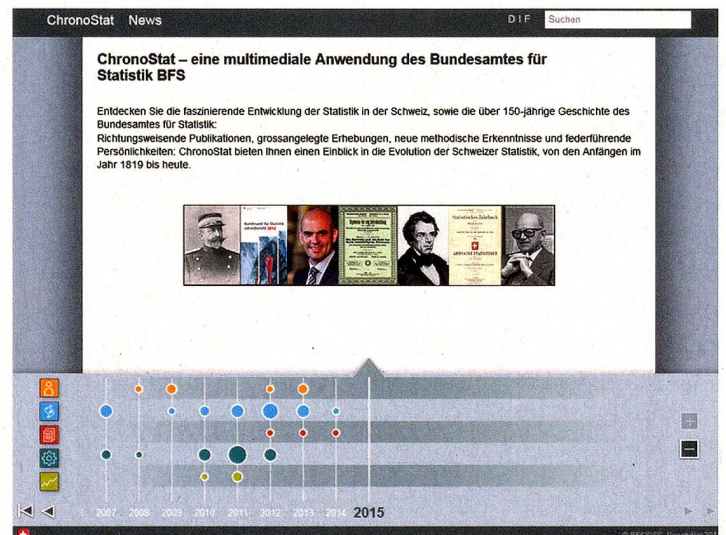 ChronoStat News
D I F
Suchen
ChronoStat – eine multimediale Anwendung des Bundesamtes für
Statistik BFS
Entdecken Sie die faszinierende Entwicklung der Statistik in der Schweiz, sowie die über 150-jährige Geschichte des
Bundesamtes für Statistik:
Richtungsweisende Publikationen, grossangelegte Erhebungen, neue methodische Erkenntnisse und federführende
Persönlichkeiten: ChronoStat bieten Ihnen einen Einblick in die Evolution der Schweizer Statistik, von den Anfängen im
Jahr 1819 bis heute.
Statistisches Jahrbuch
2007 2008 2009 2010 2011 2012 2013 2014 2015